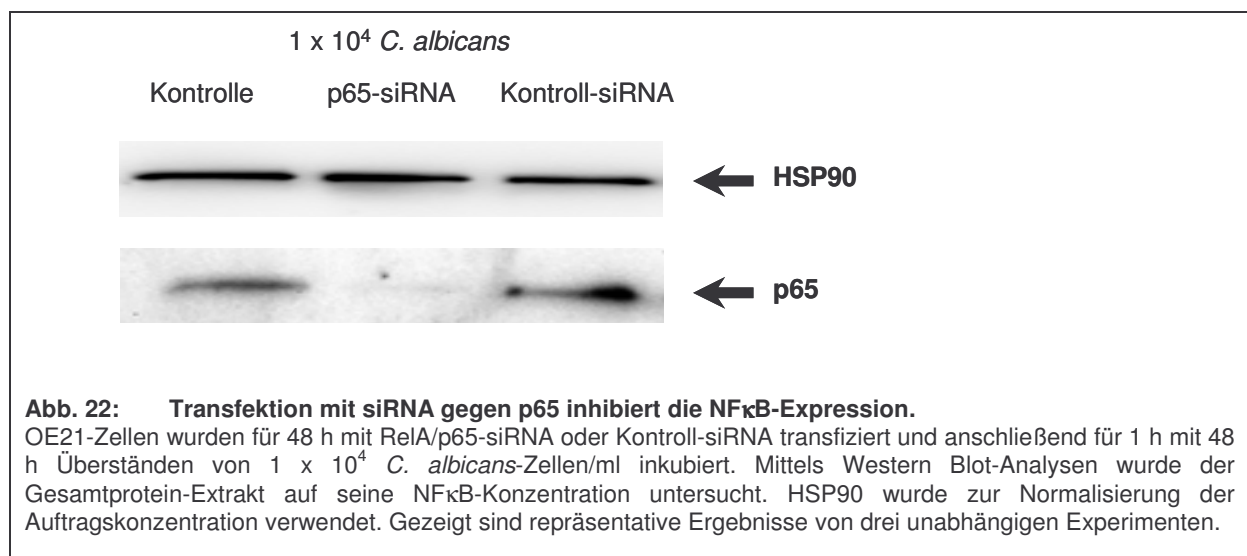 1 x 10⁴ C. albicans
Kontrolle p65-siRNA Kontroll-siRNA
HSP90
p65
Abb. 22: Transfektion mit siRNA gegen p65 inhibiert die NFκB-Expression.
OE21-Zellen wurden für 48 h mit RelA/p65-siRNA oder Kontroll-siRNA transfiziert und anschließend für 1 h mit 48
h Überständen von 1 x 10⁴ C. albicans-Zellen/ml inkubiert. Mittels Western Blot-Analysen wurde der
Gesamtprotein-Extrakt auf seine NFκB-Konzentration untersucht. HSP90 wurde zur Normalisierung der
Auftragskonzentration verwendet. Gezeigt sind repräsentative Ergebnisse von drei unabhängigen Experimenten.